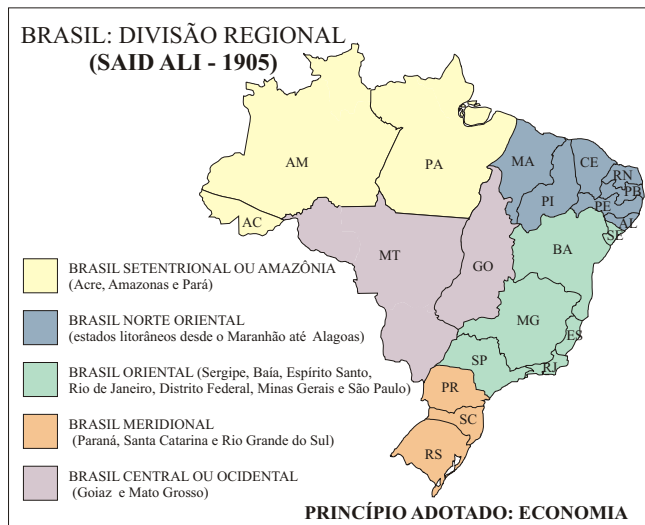 BRASIL: DIVISÃO REGIONAL
(SAID ALI - 1905)
AM
PA
MA
CE
RN
PB
PI
PE
AL
AC
SE
BA
MT
GO
MG
ES
SP
RJ
PR
SC
RS
BRASIL SETENTRIONAL OU AMAZÔNIA
(Acre, Amazonas e Pará)
BRASIL NORTE ORIENTAL
(estados litorâneos desde o Maranhão até Alagoas)
BRASIL ORIENTAL (Sergipe, Baía, Espírito Santo,
Rio de Janeiro, Distrito Federal, Minas Gerais e São Paulo)
BRASIL MERIDIONAL
(Paraná, Santa Catarina e Rio Grande do Sul)
BRASIL CENTRAL OU OCIDENTAL
(Goiaz e Mato Grosso)
PRINCÍPIO ADOTADO: ECONOMIA